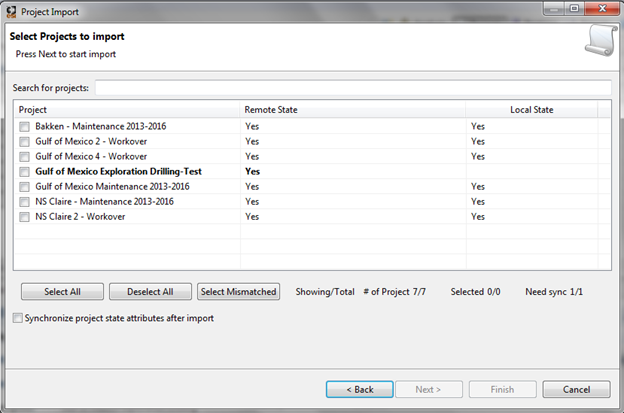 Project Import
Select Projects to import
Press Next to start import
Search for projects:
Project Remote State Local State
Bakken - Maintenance 2013-2016 Yes Yes
Gulf of Mexico 2 - Workover Yes Yes
Gulf of Mexico 4 - Workover Yes Yes
Gulf of Mexico Exploration Drilling-Test Yes
Gulf of Mexico Maintenance 2013-2016 Yes Yes
NS Claire - Maintenance 2013-2016 Yes Yes
NS Claire 2 - Workover Yes Yes
Select All Deselect All Select Mismatched Showing/Total # of Project 7/7 Selected 0/0 Need sync 1/1
Synchronize project state attributes after import
< Back Next > Finish Cancel